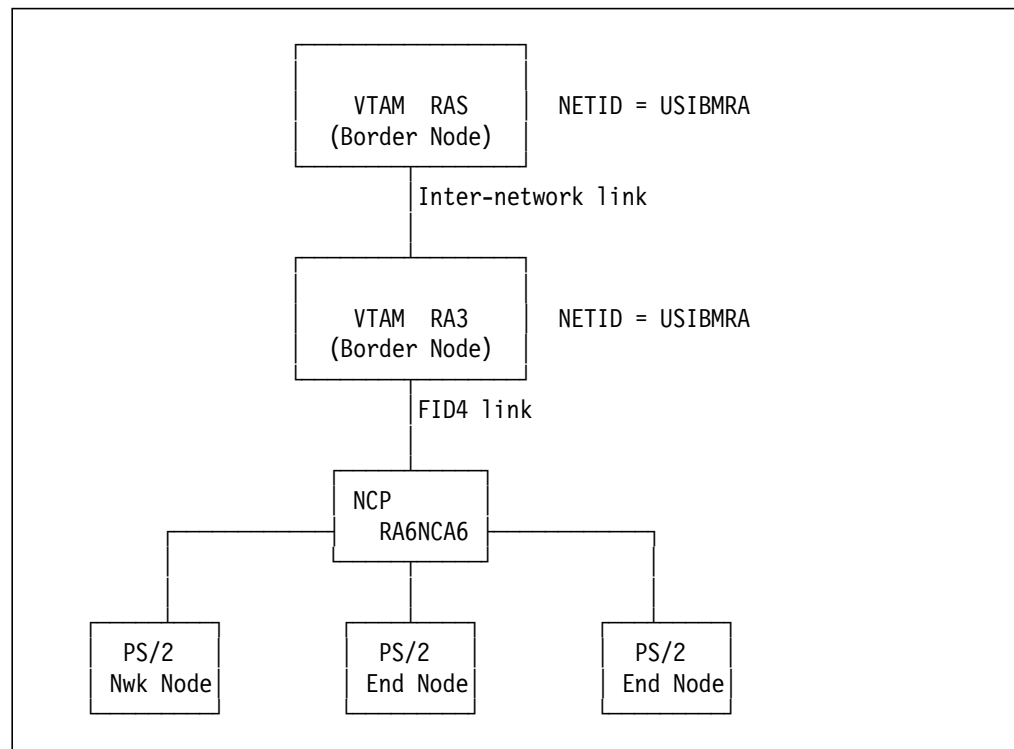 VTAM RAS NETID = USIBMRA
(Border Node)
Inter-network link
VTAM RA3 NETID = USIBMRA
(Border Node)
FID4 link
NCP
RA6NCA6
PS/2 PS/2 PS/2
Nwk Node End Node End Node